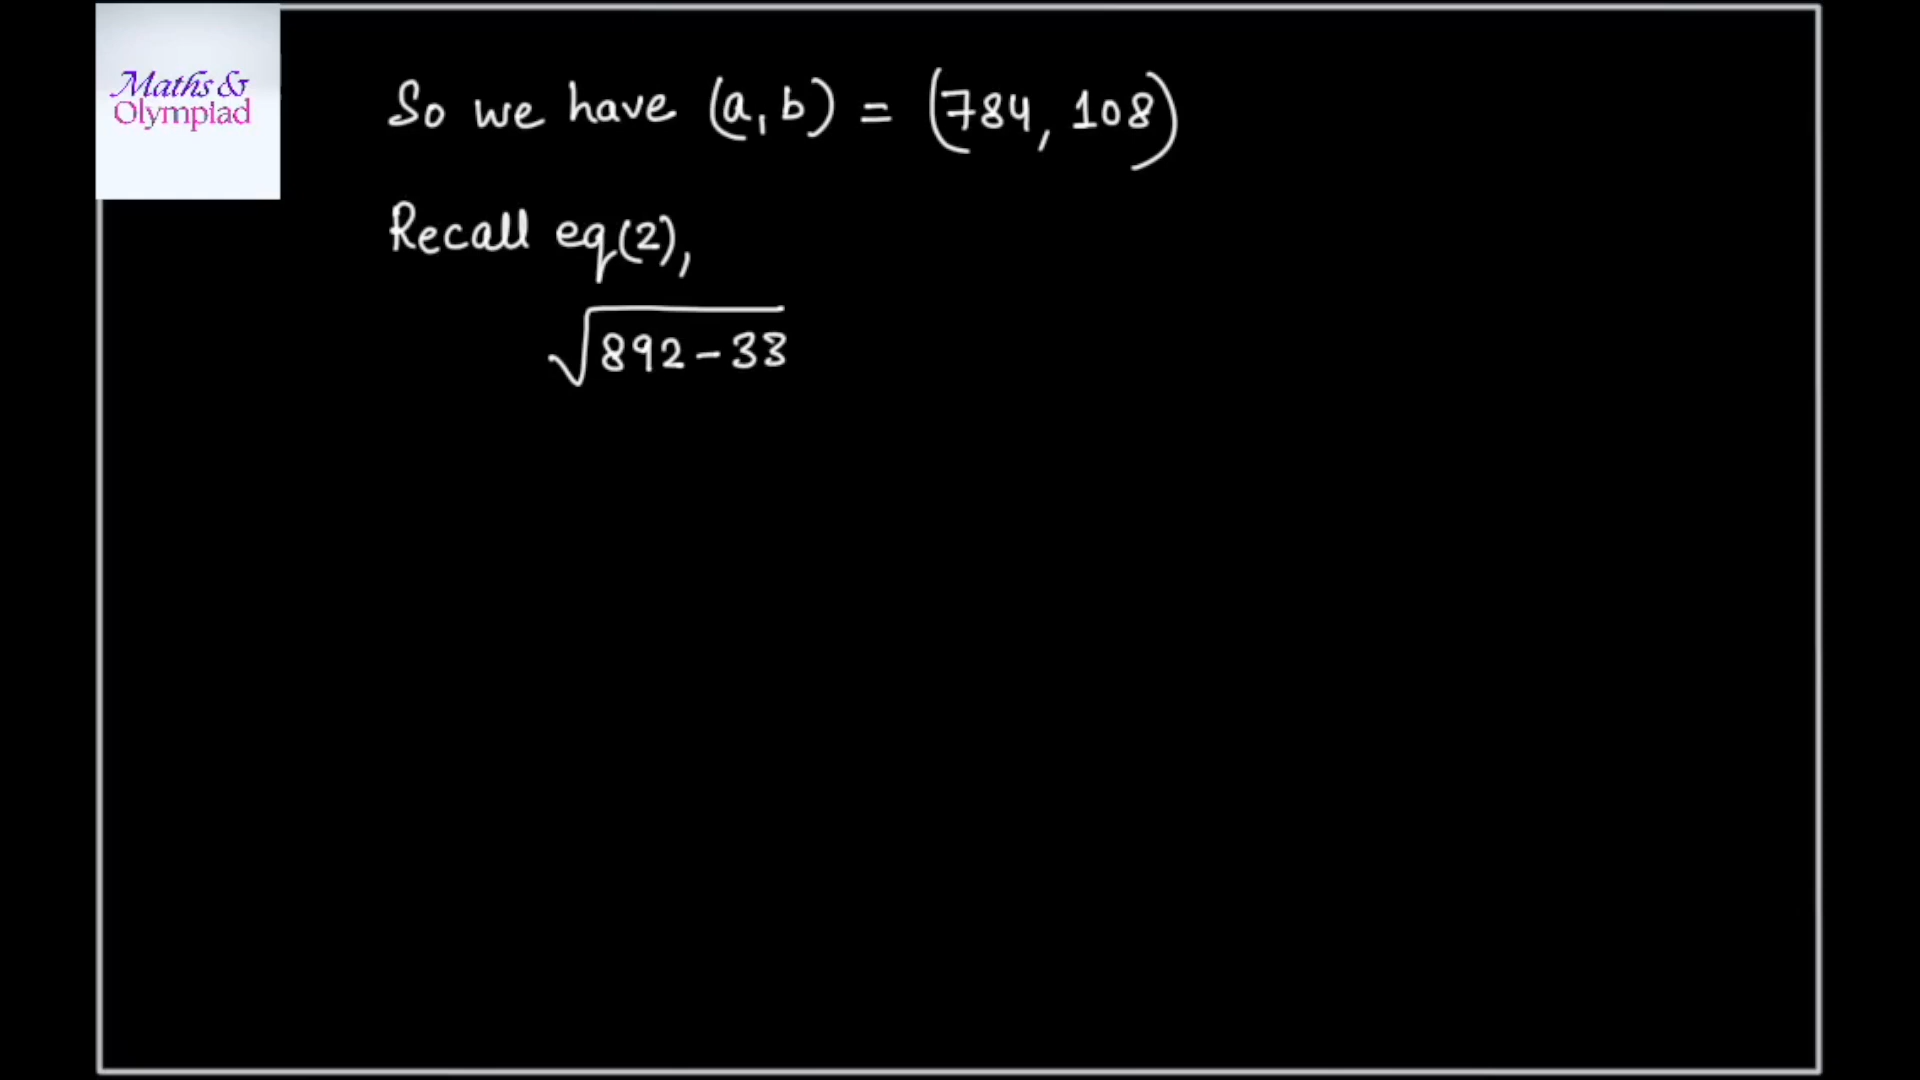 Maths &
Olympiad
So we have (a, b) = (784, 108)
Recall eq(2),
√892-33